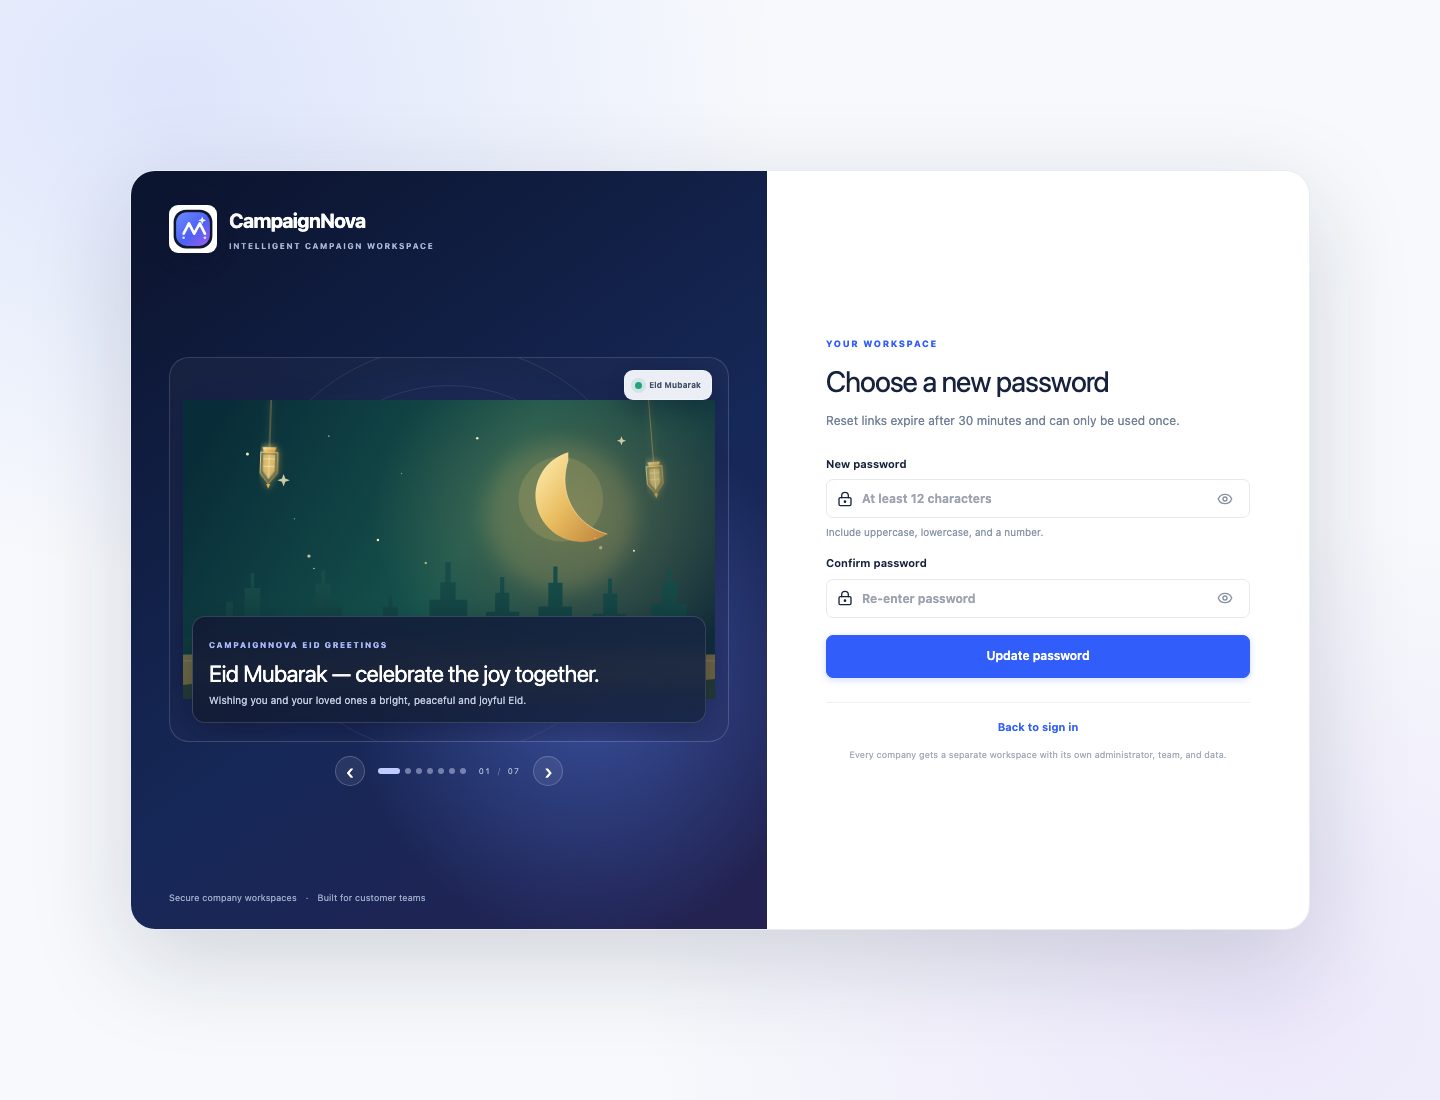 CampaignNova
INTELLIGENT CAMPAIGN WORKSPACE
Eid Mubarak
CAMPAIGNNOVA EID GREETINGS
Eid Mubarak — celebrate the joy together.
Wishing you and your loved ones a bright, peaceful and joyful Eid.
01 / 07
Secure company workspaces · Built for customer teams
YOUR WORKSPACE
Choose a new password
Reset links expire after 30 minutes and can only be used once.
New password
At least 12 characters
Include uppercase, lowercase, and a number.
Confirm password
Re-enter password
Update password
Back to sign in
Every company gets a separate workspace with its own administrator, team, and data.